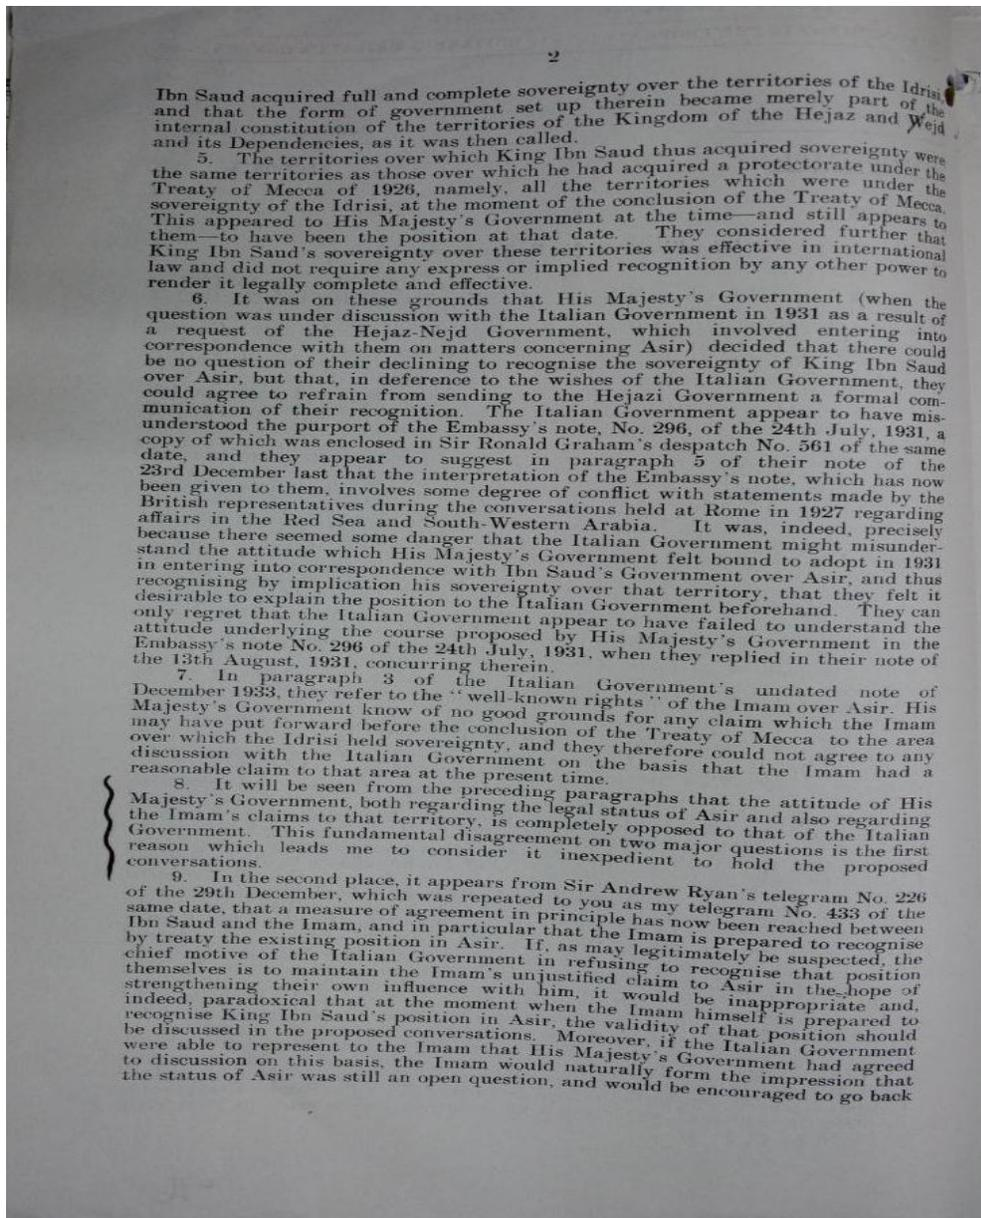 2
Ibn Saud acquired full and complete sovereignty over the territories of the Idrisi
and that the form of government set up therein became merely part of the
internal constitution of the territories of the Kingdom of the Hejaz and Nejd
and its Dependencies, as it was then called.
5. The territories over which King Ibn Saud thus acquired sovereignty were
the same territories as those over which he had acquired a protectorate under the
Treaty of Mecca of 1926, namely, all the territories which were under the
sovereignty of the Idrisi, at the moment of the conclusion of the Treaty of Mecca.
This appeared to His Majesty's Government at the time—and still appears to
them—to have been the position at that date. They considered further that
King Ibn Saud's sovereignty over these territories was effective in international
law and did not require any express or implied recognition by any other power to
render it legally complete and effective.
6. It was on these grounds that His Majesty's Government (when the
question was under discussion with the Italian Government in 1931 as a result of
a request of the Hejaz-Nejd Government, which involved entering into
correspondence with them on matters concerning Asir) decided that there could
be no question of their declining to recognise the sovereignty of King Ibn Saud
over Asir, but that, in deference to the wishes of the Italian Government, they
could agree to refrain from sending to the Hejazi Government a formal com-
munication of their recognition. The Italian Government appear to have mis-
understood the purport of the Embassy's note, No. 296, of the 24th July, 1931, a
copy of which was enclosed in Sir Ronald Graham's despatch No. 561 of the same
date, and they appear to suggest in paragraph 5 of their note of the
23rd December last that the interpretation of the Embassy's note, which has now
been given to them, involves some degree of conflict with statements made by the
British representatives during the conversations held at Rome in 1927 regarding
affairs in the Red Sea and South-Western Arabia. It was, indeed, precisely
because there seemed some danger that the Italian Government might misunder-
stand the attitude which His Majesty's Government felt bound to adopt in 1931
in entering into correspondence with Ibn Saud's Government over Asir, and thus
recognising by implication his sovereignty over that territory, that they felt it
desirable to explain the position to the Italian Government beforehand. They can
only regret that the Italian Government appear to have failed to understand the
attitude underlying the course proposed by His Majesty's Government in the
Embassy's note No. 296 of the 24th July, 1931, when they replied in their note of
the 13th August, 1931, concurring therein.
7. In paragraph 3 of the Italian Government's undated note of
December 1933, they refer to the "well-known rights" of the Imam over Asir. His
Majesty's Government know of no good grounds for any claim which the Imam
may have put forward before the conclusion of the Treaty of Mecca to the area
over which the Idrisi held sovereignty, and they therefore could not agree to any
discussion with the Italian Government on the basis that the Imam had a
reasonable claim to that area at the present time.
8. It will be seen from the preceding paragraphs that the attitude of His
Majesty's Government, both regarding the legal status of Asir and also regarding
the Imam's claims to that territory, is completely opposed to that of the Italian
Government. This fundamental disagreement on two major questions is the first
reason which leads me to consider it inexpedient to hold the proposed
conversations.
9. In the second place, it appears from Sir Andrew Ryan's telegram No. 226
of the 29th December, which was repeated to you as my telegram No. 433 of the
same date, that a measure of agreement in principle has now been reached between
Ibn Saud and the Imam, and in particular that the Imam is prepared to recognise
by treaty the existing position in Asir. If, as may legitimately be suspected, the
chief motive of the Italian Government in refusing to recognise that position
themselves is to maintain the Imam's unjustified claim to Asir in the hope of
strengthening their own influence with him, it would be inappropriate and,
indeed, paradoxical that at the moment when the Imam himself is prepared to
recognise King Ibn Saud's position in Asir, the validity of that position should
be discussed in the proposed conversations. Moreover, if the Italian Government
were able to represent to the Imam that His Majesty's Government had agreed
to discussion on this basis, the Imam would naturally form the impression that
the status of Asir was still an open question, and would be encouraged to go back